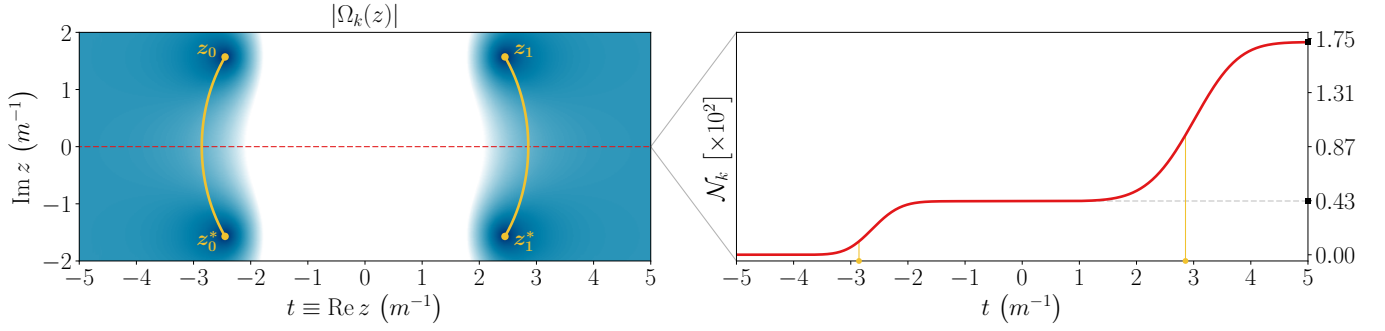 |Ω_k(z)|
2
1
0
−1
−2
Im z (m⁻¹)
z₀
z₁
z₀*
z₁*
−5 −4 −3 −2 −1 0 1 2 3 4 5
t ≡ Re z (m⁻¹)
𝒩_k [×10²]
1.75
1.31
0.87
0.43
0.00
−5 −4 −3 −2 −1 0 1 2 3 4 5
t (m⁻¹)